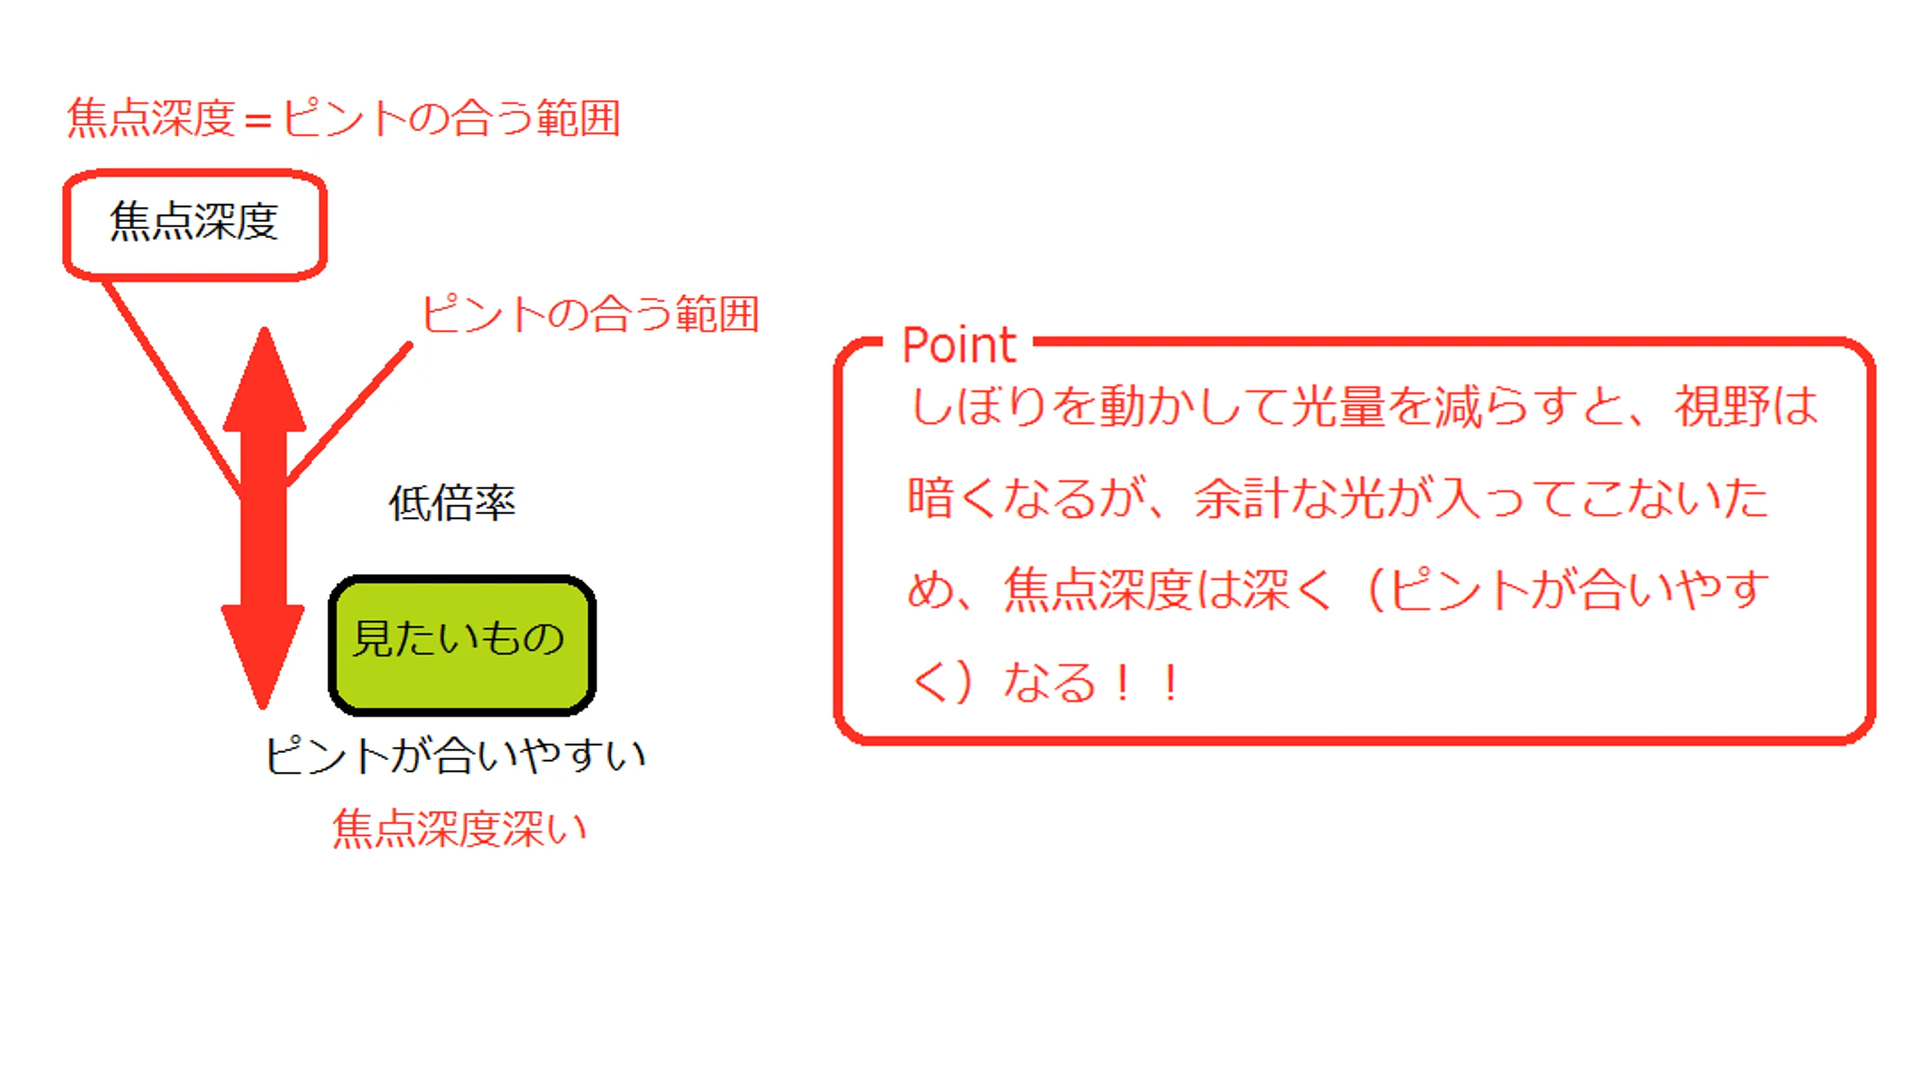 焦点深度＝ピントの合う範囲
焦点深度
ピントの合う範囲
低倍率
見たいもの
ピントが合いやすい
焦点深度深い
Point
しぼりを動かして光量を減らすと、視野は
暗くなるが、余計な光が入ってこないた
め、焦点深度は深く（ピントが合いやす
く）なる！！